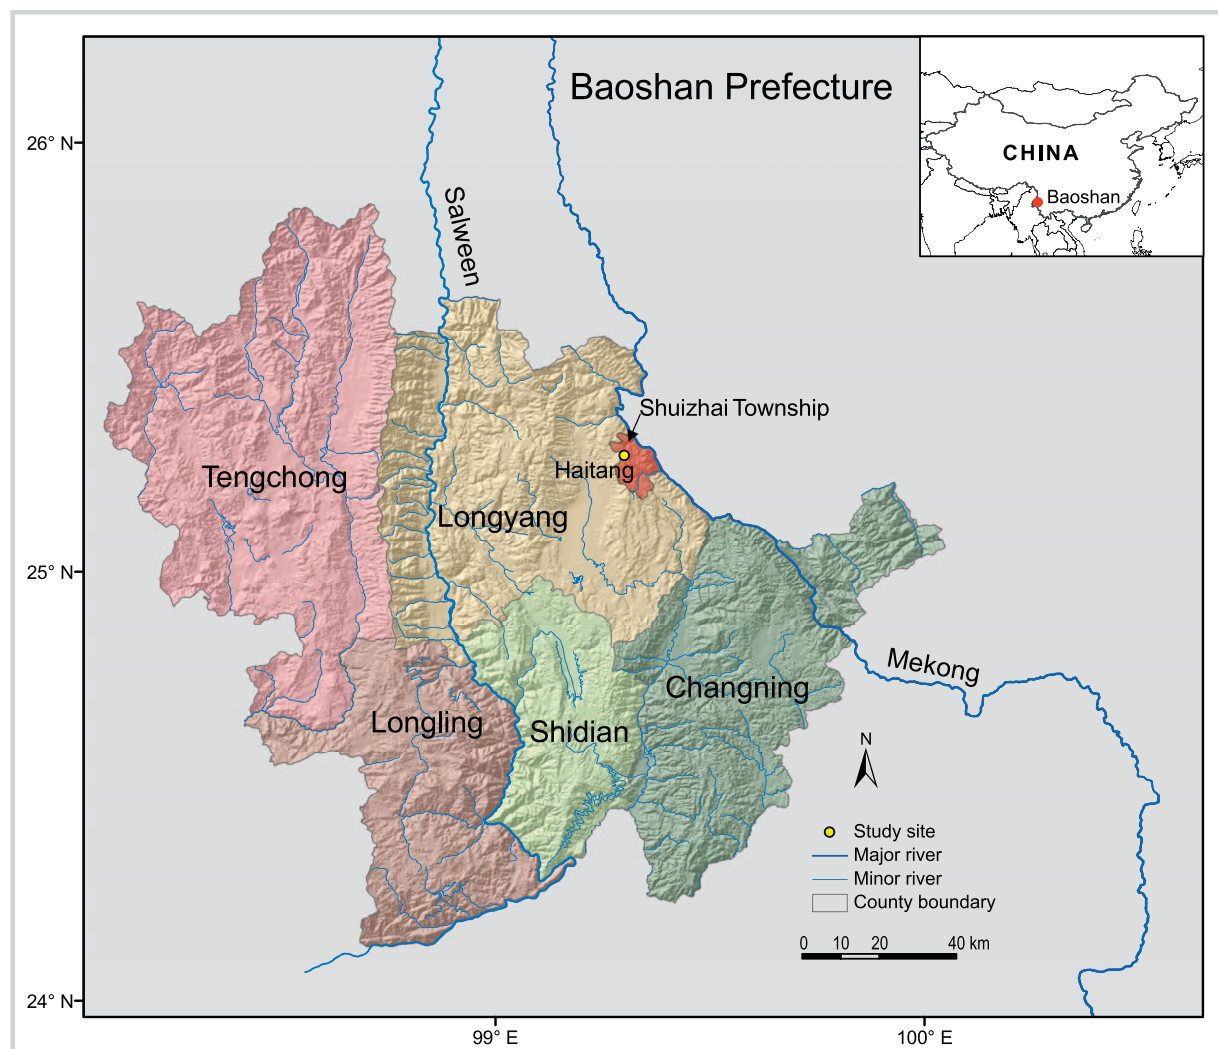 Baoshan Prefecture
CHINA
Baoshan
26° N
Salween
Shuizhai Township
Haitang
Tengchong
Longyang
25° N
Mekong
Changning
Longling
Shidian
N
Study site
Major river
Minor river
County boundary
0 10 20 40 km
24° N
99° E
100° E